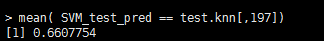 > mean( SVM_test_pred == test.knn[,197])
[1] 0.6607754